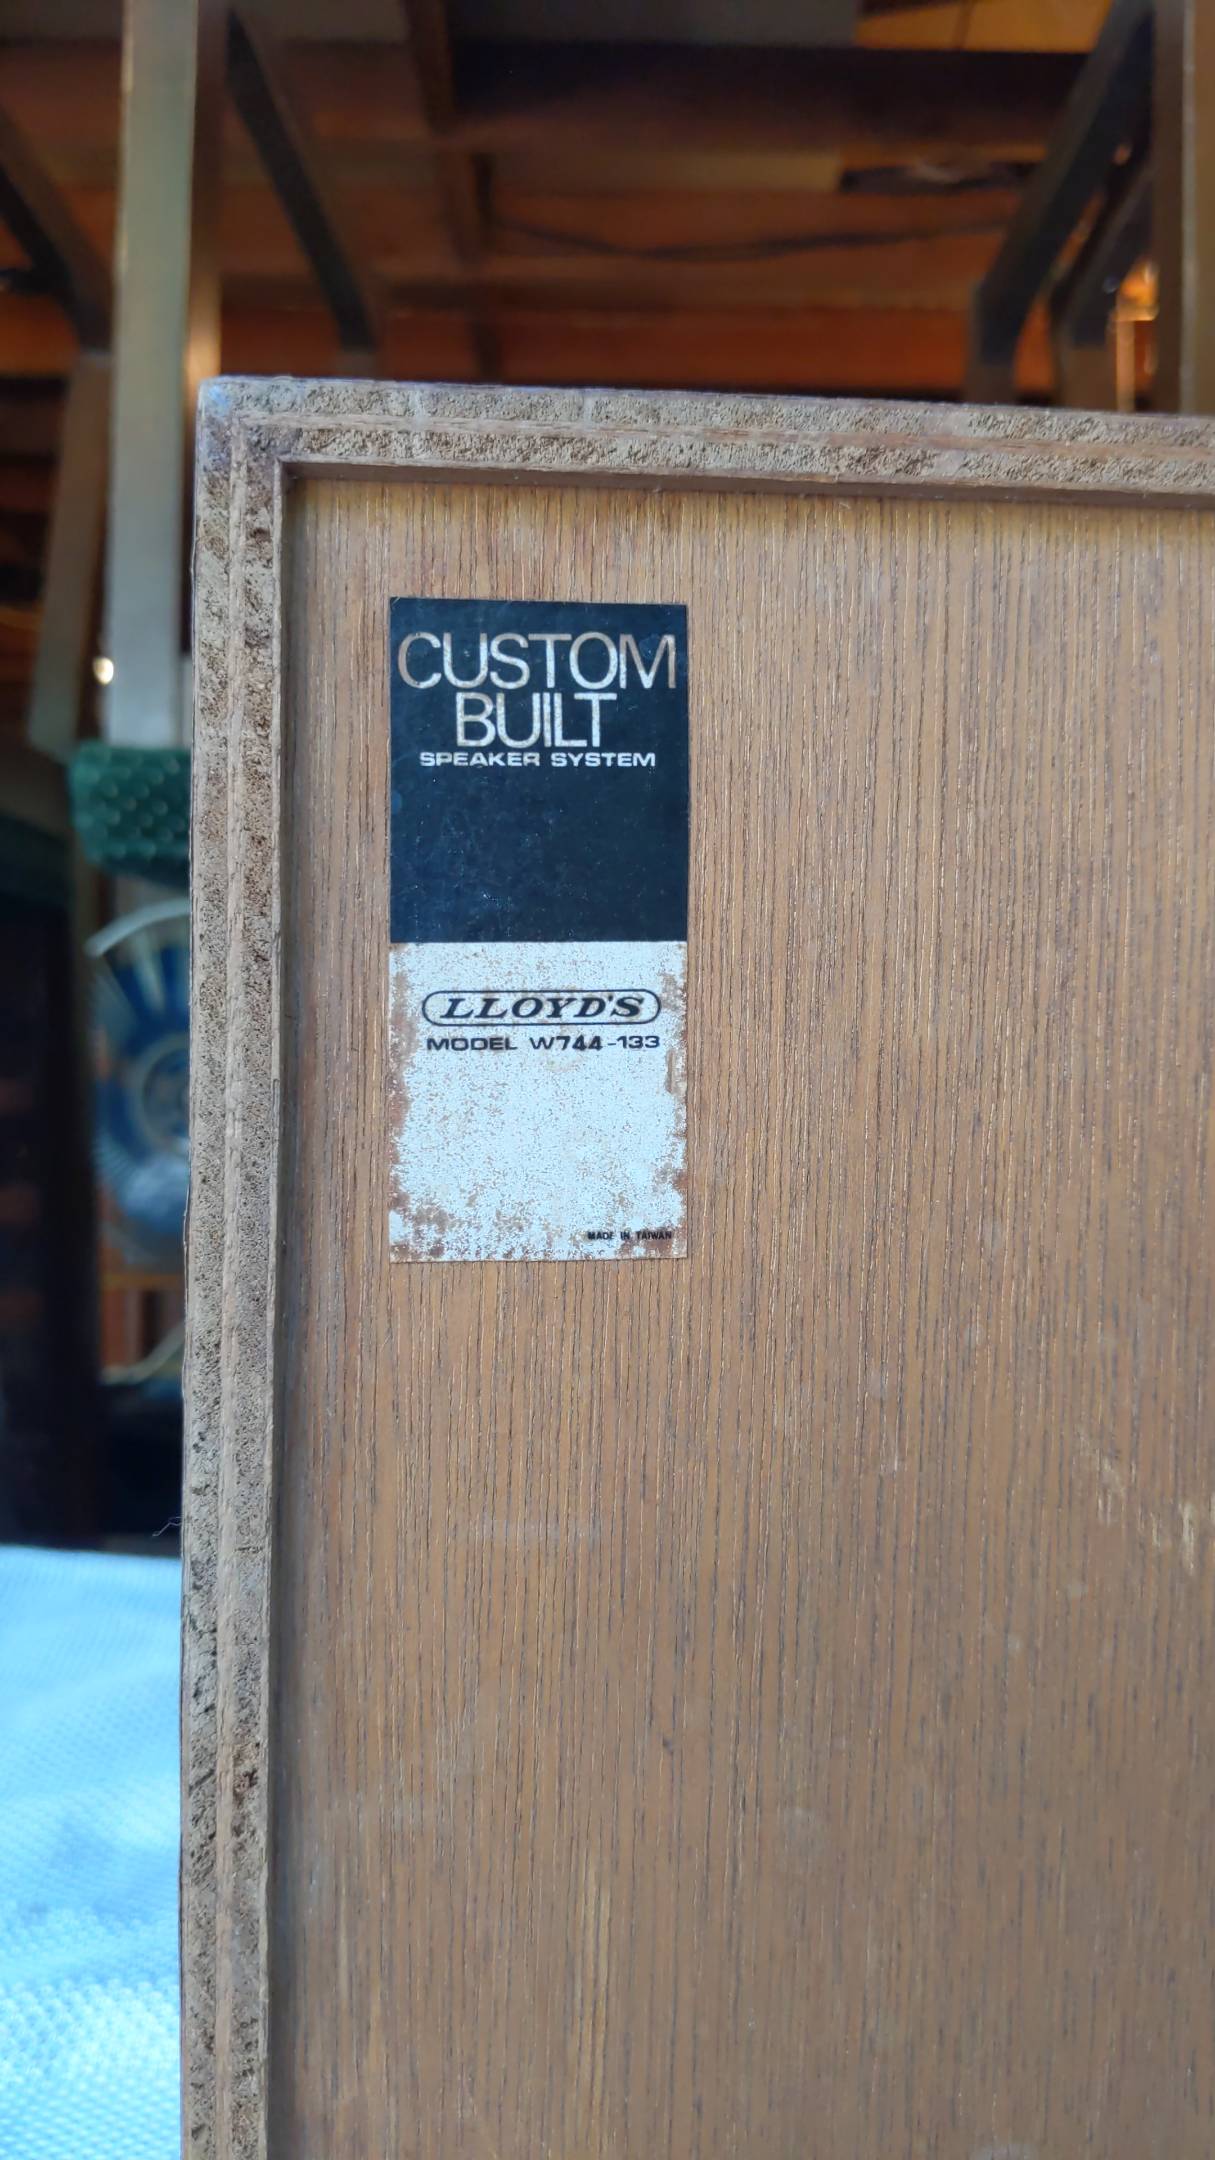 CUSTOM
BUILT
SPEAKER SYSTEM
LLOYD'S
MODEL W744-133
MADE IN TAIWAN